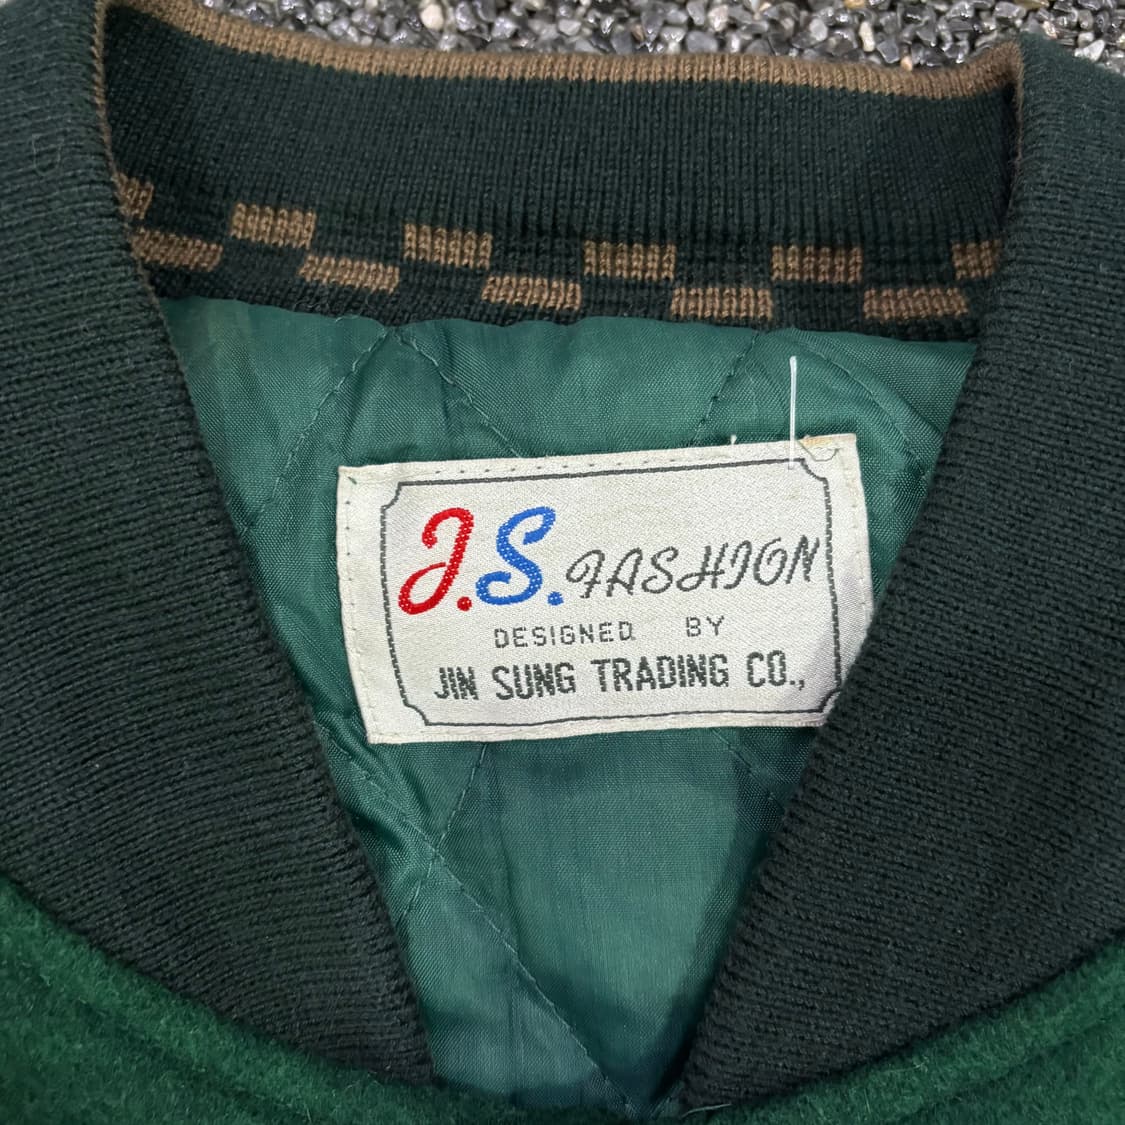 J.S. FASHION
DESIGNED BY
JIN SUNG TRADING CO.,